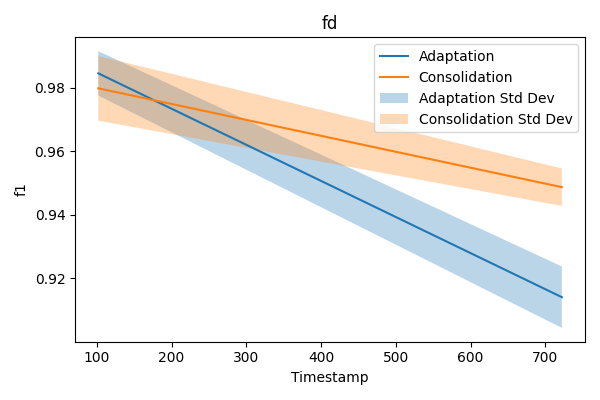 fd
Adaptation
Consolidation
Adaptation Std Dev
Consolidation Std Dev
f1
0.98
0.96
0.94
0.92
100 200 300 400 500 600 700
Timestamp